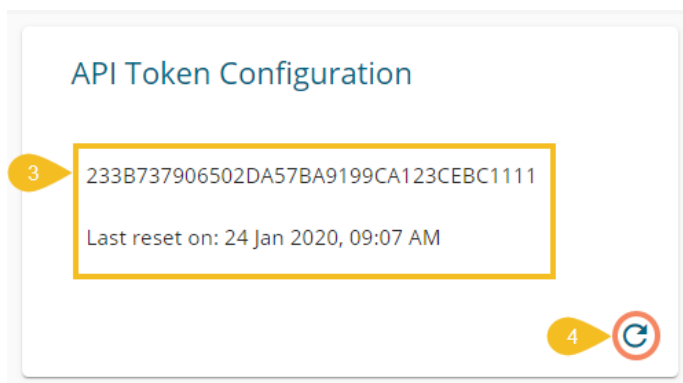 API Token Configuration
3
233B737906502DA57BA9199CA123CEBC1111
Last reset on: 24 Jan 2020, 09:07 AM
4